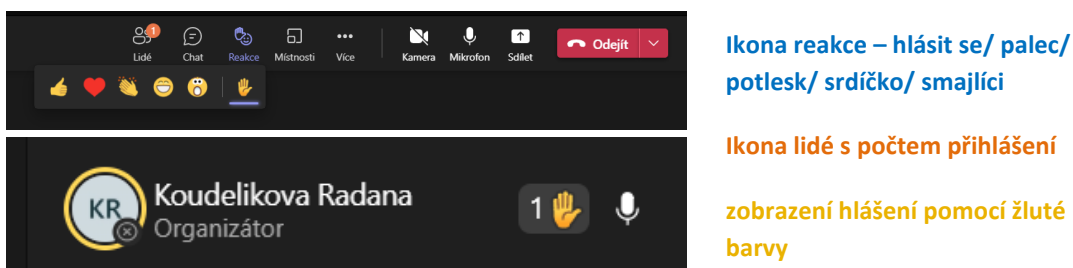 1
Lidé Chat Reakce Místnosti Více Kamera Mikrofon Sdílet Odejít
KR Koudelikova Radana
Organizátor
1
Ikona reakce – hlásit se/ palec/
potlesk/ srdíčko/ smajlíci
Ikona lidé s počtem přihlášení
zobrazení hlášení pomocí žluté
barvy